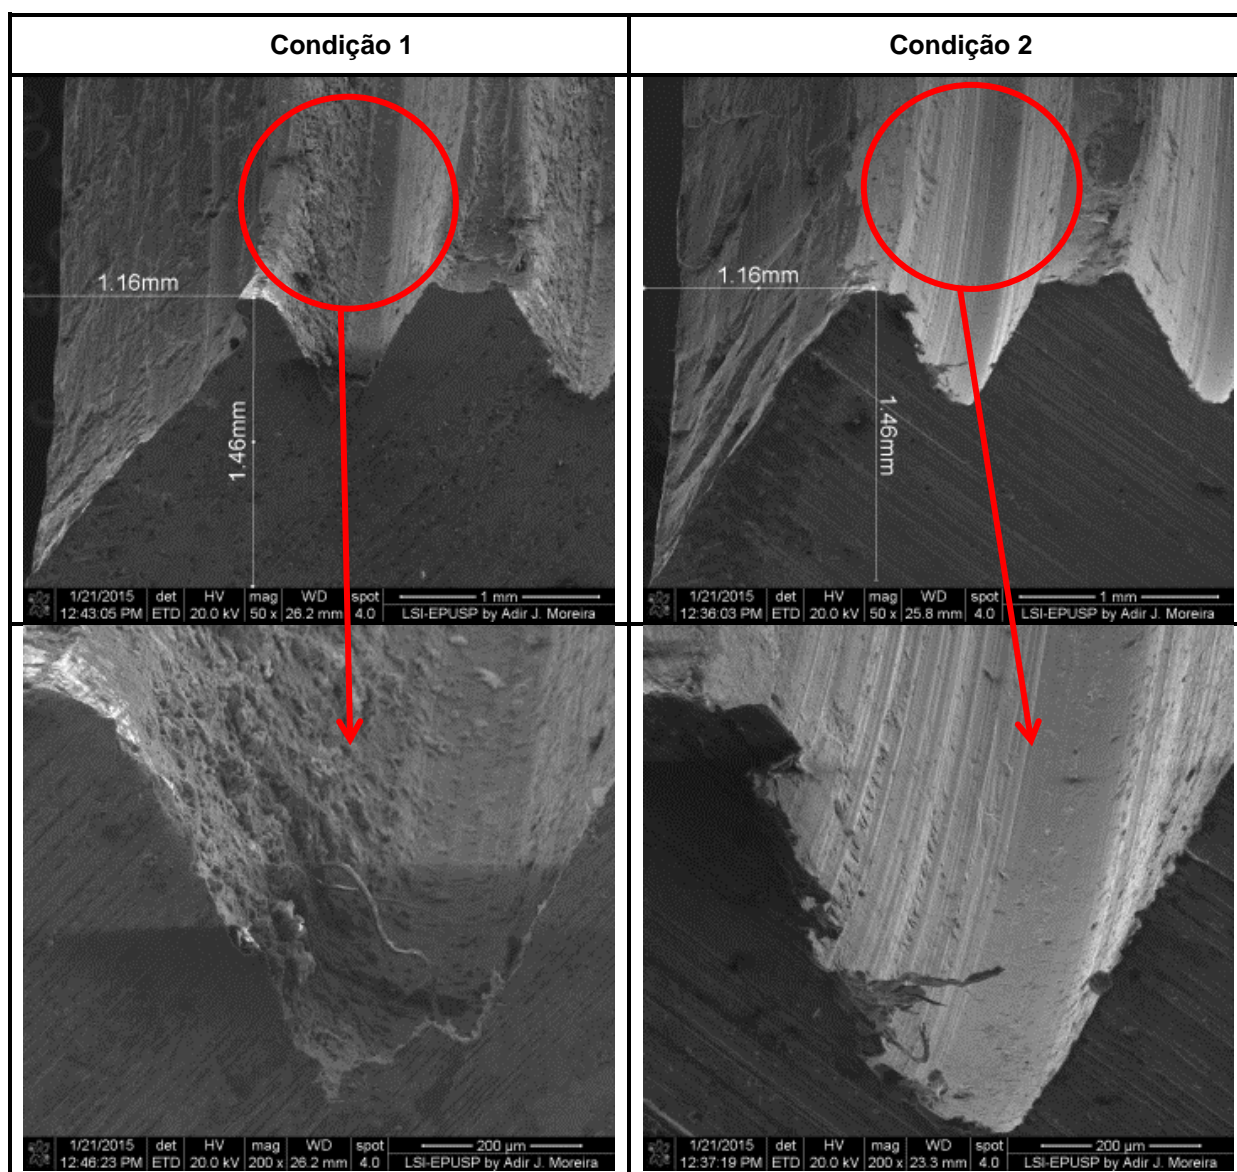 Condição 1
Condição 2
1.16mm
1.46mm
1/21/2015 det HV mag WD spot 1 mm
12:43:05 PM ETD 20.0 kV 50 x 26.2 mm 4.0 LSI-EPUSP by Adir J. Moreira
1.16mm
1.46mm
1/21/2015 det HV mag WD spot 1 mm
12:36:03 PM ETD 20.0 kV 50 x 25.8 mm 4.0 LSI-EPUSP by Adir J. Moreira
1/21/2015 det HV mag WD spot 200 µm
12:46:23 PM ETD 20.0 kV 200 x 26.2 mm 4.0 LSI-EPUSP by Adir J. Moreira
1/21/2015 det HV mag WD spot 200 µm
12:37:19 PM ETD 20.0 kV 200 x 23.3 mm 4.0 LSI-EPUSP by Adir J. Moreira